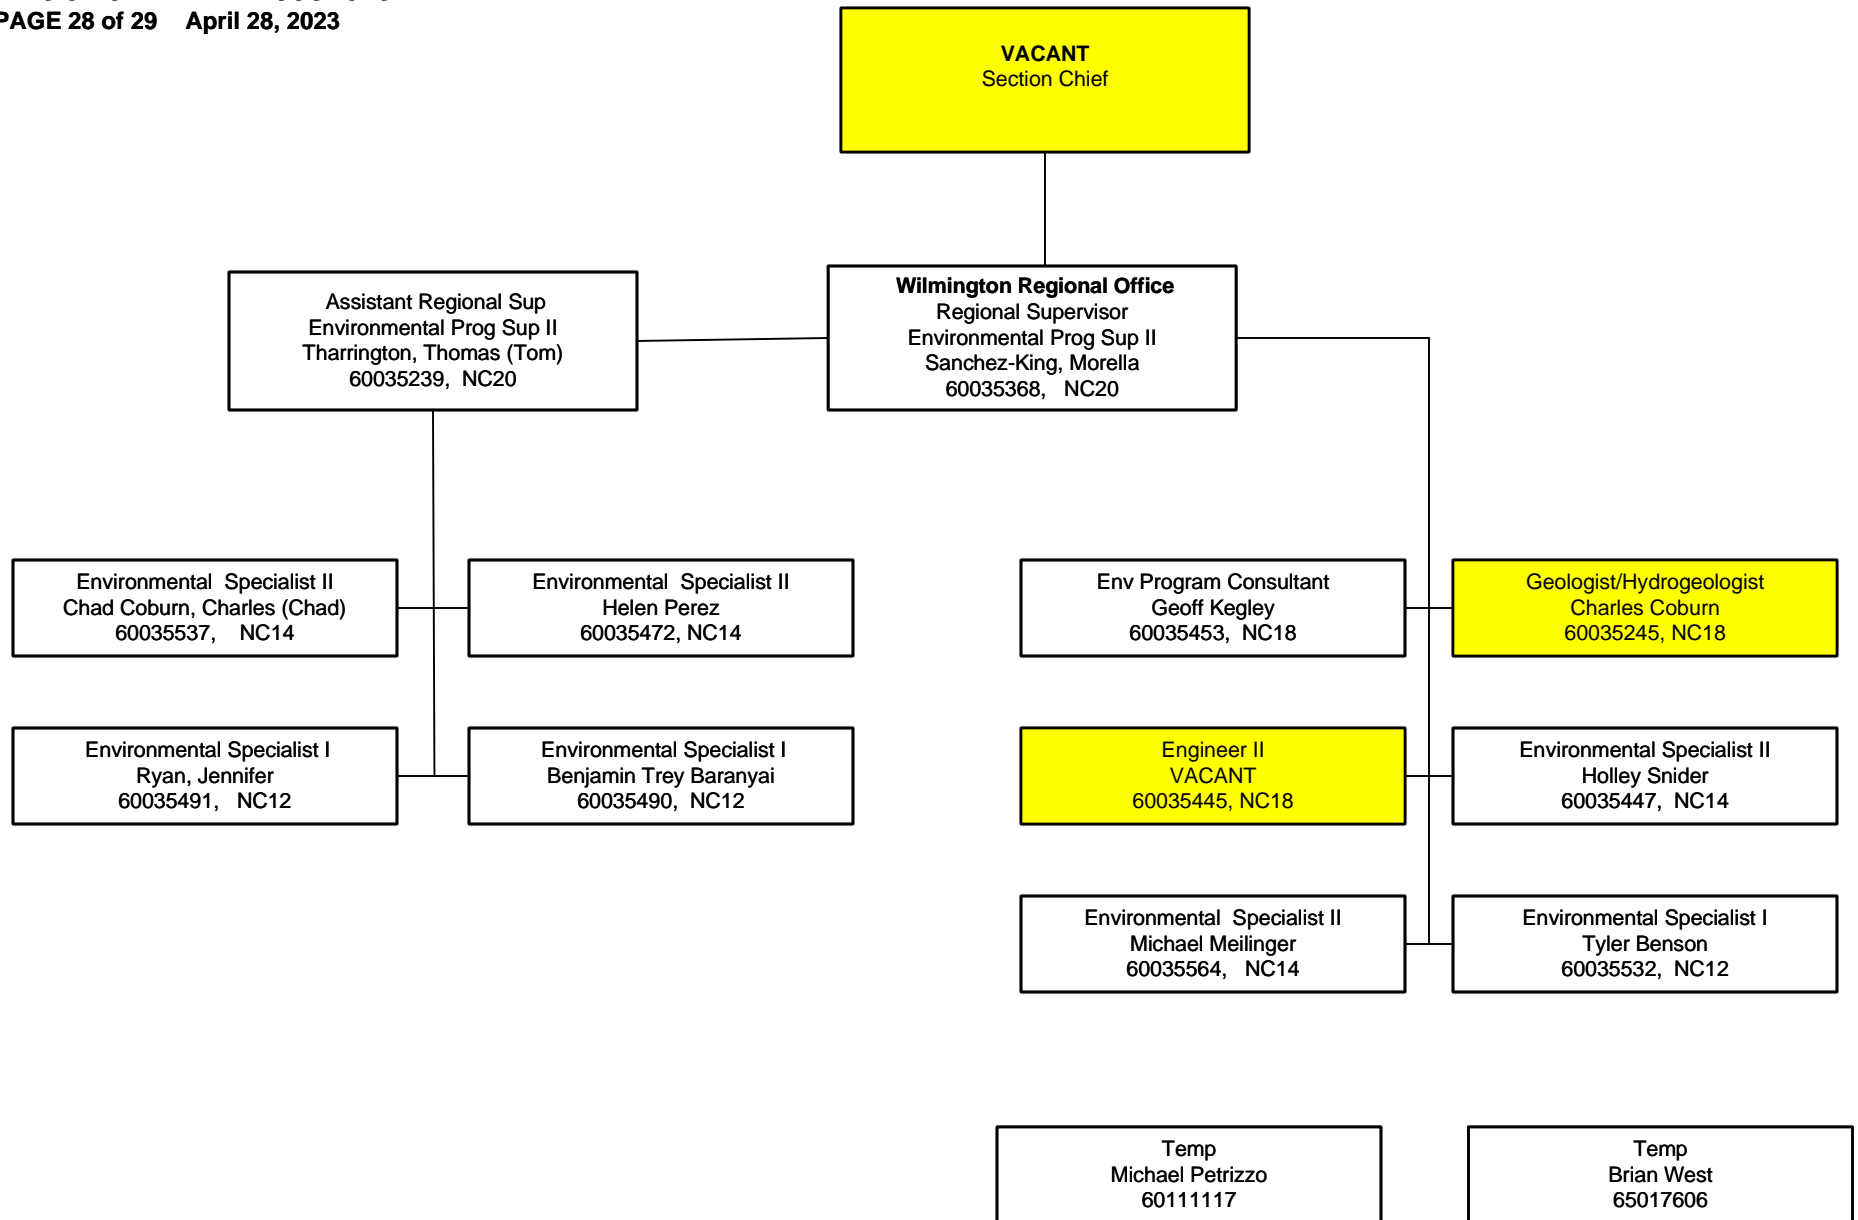 PAGE 28 of 29 April 28, 2023
VACANT
Section Chief
Assistant Regional Sup
Environmental Prog Sup II
Tharrington, Thomas (Tom)
60035239, NC20
Wilmington Regional Office
Regional Supervisor
Environmental Prog Sup II
Sanchez-King, Morella
60035368, NC20
Environmental Specialist II
Chad Coburn, Charles (Chad)
60035537, NC14
Environmental Specialist II
Helen Perez
60035472, NC14
Env Program Consultant
Geoff Kegley
60035453, NC18
Geologist/Hydrogeologist
Charles Coburn
60035245, NC18
Environmental Specialist I
Ryan, Jennifer
60035491, NC12
Environmental Specialist I
Benjamin Trey Baranyai
60035490, NC12
Engineer II
VACANT
60035445, NC18
Environmental Specialist II
Holley Snider
60035447, NC14
Environmental Specialist II
Michael Meilinger
60035564, NC14
Environmental Specialist I
Tyler Benson
60035532, NC12
Temp
Michael Petrizzo
60111117
Temp
Brian West
65017606